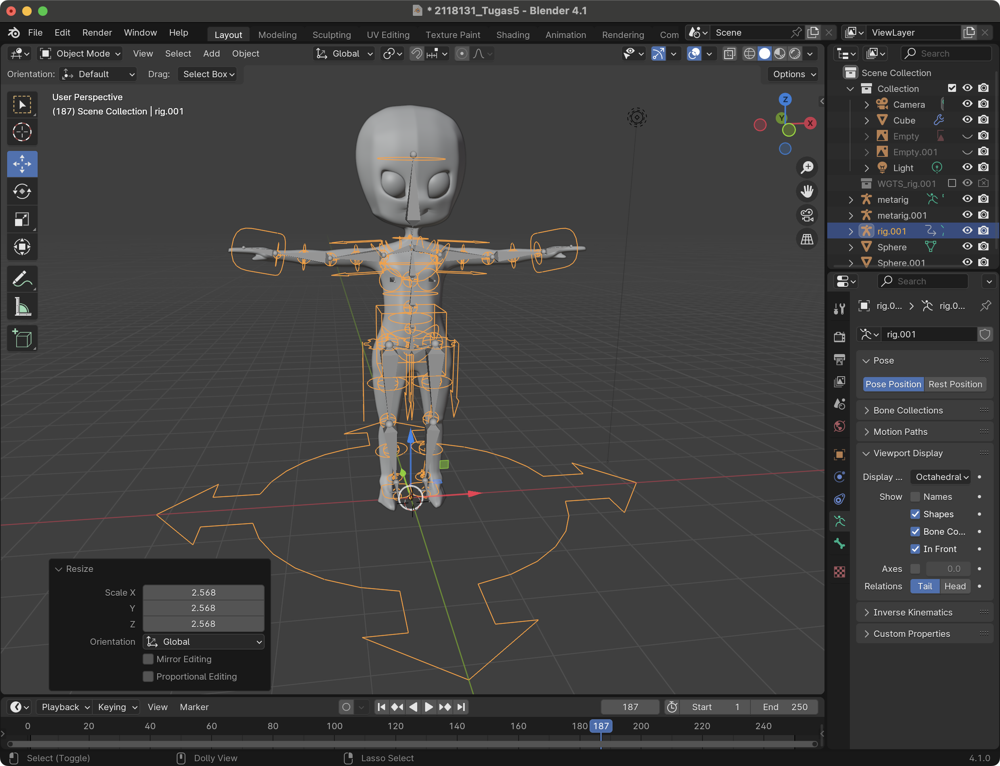 * 2118131_Tugas5 - Blender 4.1
File Edit Render Window Help Layout Modeling Sculpting UV Editing Texture Paint Shading Animation Rendering Com Scene ViewLayer
Object Mode View Select Add Object Global Search
Orientation: Default Drag: Select Box Options
User Perspective
(187) Scene Collection | rig.001
Z
Y
X
Scene Collection
Collection
Camera
Cube
Empty
Empty.001
Light
WGTS_rig.001
metarig
metarig.001
rig.001
Sphere
Sphere.001
Search
rig.0... rig.0...
rig.001
Pose
Pose Position Rest Position
Bone Collections
Motion Paths
Viewport Display
Display ... Octahedral
Show Names
Shapes
Bone Co...
In Front
Axes 0.0
Relations Tail Head
Inverse Kinematics
Custom Properties
Resize
Scale X 2.568
Y 2.568
Z 2.568
Orientation Global
Mirror Editing
Proportional Editing
Playback Keying View Marker 187 Start 1 End 250
0 20 40 60 80 100 120 140 160 180 187 200 220 240
Select (Toggle) Dolly View Lasso Select 4.1.0